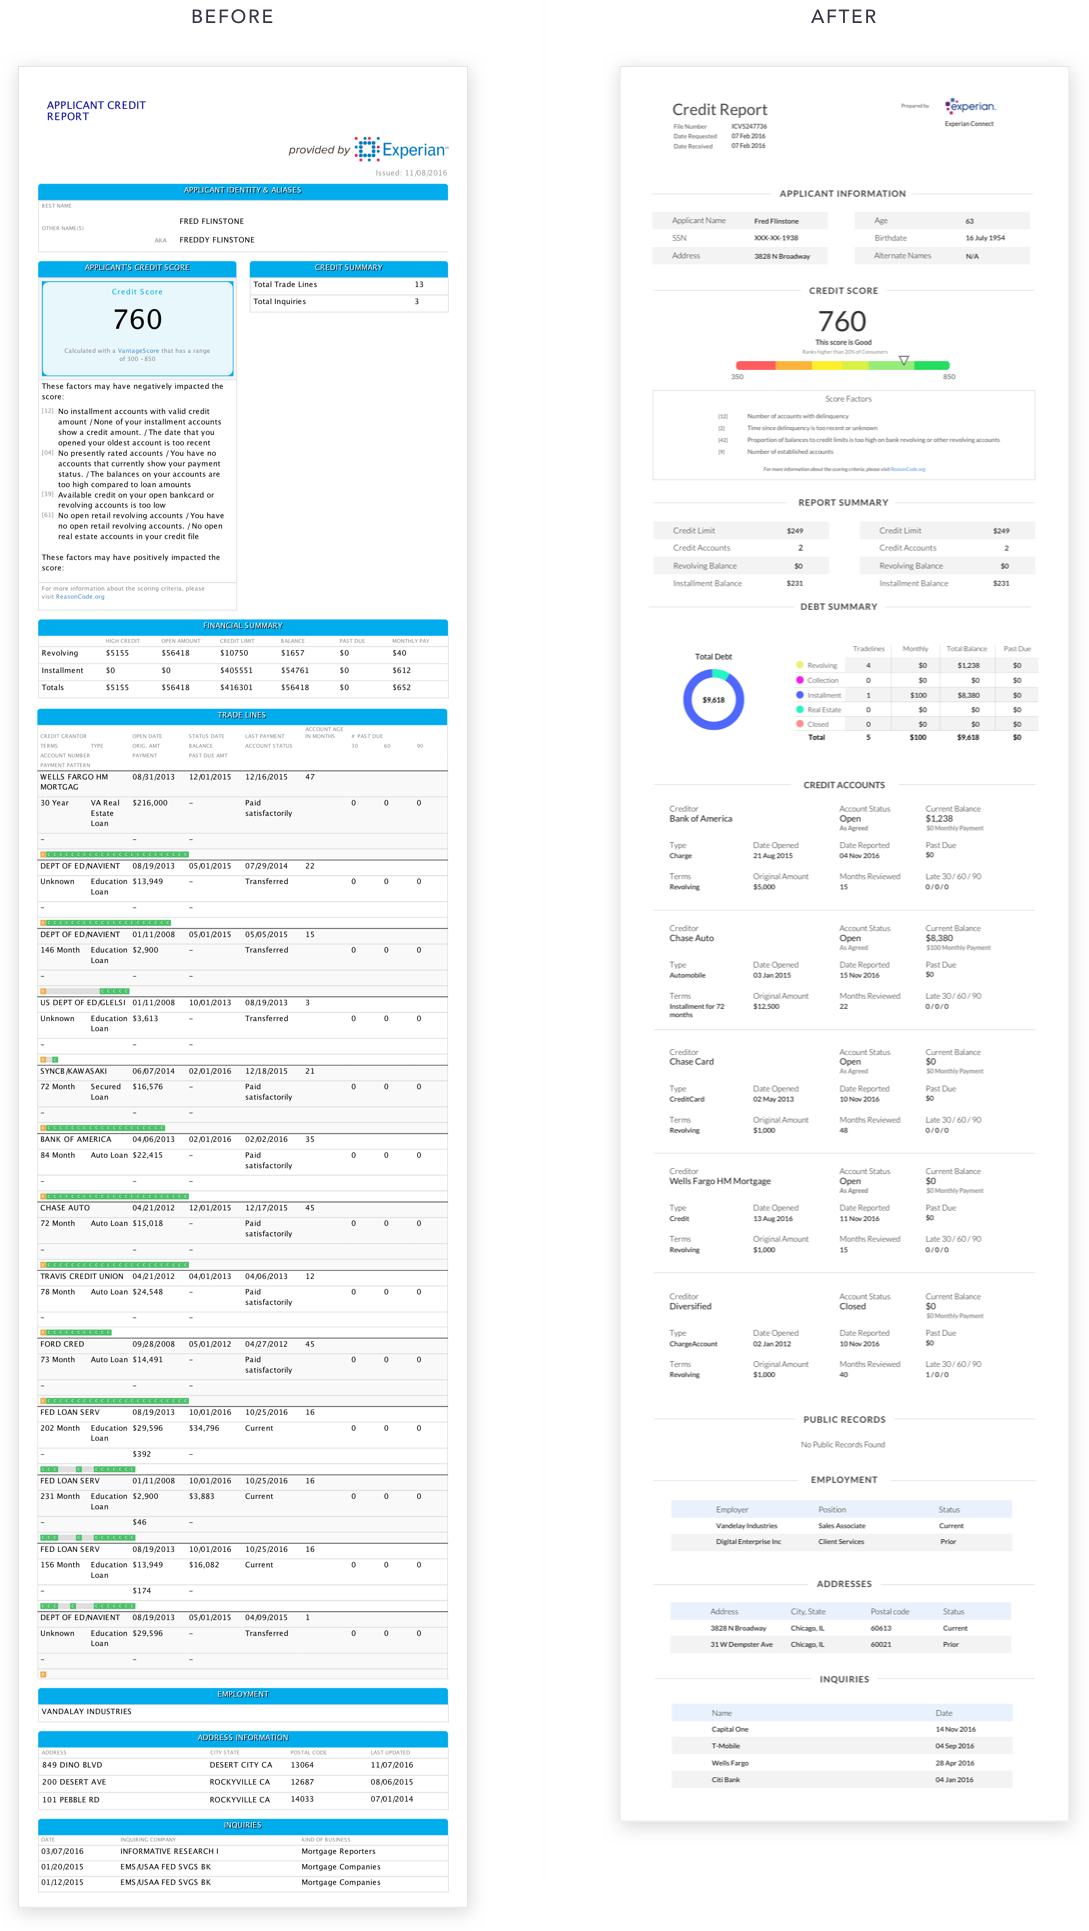 BEFORE
APPLICANT CREDIT
REPORT
provided by Experian
Issued: 11/08/2016
APPLICANT IDENTITY & ALIASES
BEST NAME
FRED FLINSTONE
OTHER NAME(S)
AKA FREDDY FLINSTONE
APPLICANT'S CREDIT SCORE
Credit Score
760
Calculated with a VantageScore that has a range
of 300 - 850
These factors may have negatively impacted the
score:
[12] No installment accounts with valid credit
amount / None of your installment accounts
show a credit amount. / The date that you
opened your oldest account is too recent
[04] No presently rated accounts / You have no
accounts that currently show your payment
status. / The balances on your accounts are
too high compared to loan amounts
[39] Available credit on your open bankcard or
revolving accounts is too low
[61] No open retail revolving accounts / You have
no open retail revolving accounts. / No open
real estate accounts in your credit file
These factors may have positively impacted the
score:
For more information about the scoring criteria, please
visit ReasonCode.org
CREDIT SUMMARY
Total Trade Lines 13
Total Inquiries 3
FINANCIAL SUMMARY
HIGH CREDIT OPEN AMOUNT CREDIT LIMIT BALANCE PAST DUE MONTHLY PAY
Revolving $5155 $56418 $10750 $1657 $0 $40
Installment $0 $0 $405551 $54761 $0 $612
Totals $5155 $56418 $416301 $56418 $0 $652
TRADE LINES
CREDIT GRANTOR OPEN DATE STATUS DATE LAST PAYMENT ACCOUNT AGE IN MONTHS # PAST DUE
TERMS TYPE ORIG. AMT BALANCE ACCOUNT STATUS 30 60 90
ACCOUNT NUMBER PAYMENT PAST DUE AMT
PAYMENT PATTERN
WELLS FARGO HM MORTGAG 08/31/2013 12/01/2015 12/16/2015 47
30 Year VA Real Estate Loan $216,000 – Paid satisfactorily 0 0 0
– – –
DEPT OF ED/NAVIENT 08/19/2013 05/01/2015 07/29/2014 22
Unknown Education Loan $13,949 – Transferred 0 0 0
– – –
DEPT OF ED/NAVIENT 01/11/2008 05/01/2015 05/05/2015 15
146 Month Education Loan $2,900 – Transferred 0 0 0
– – –
US DEPT OF ED/GLELSI 01/11/2008 10/01/2013 08/19/2013 3
Unknown Education Loan $3,613 – Transferred 0 0 0
– – –
SYNCB/KAWASAKI 06/07/2014 02/01/2016 12/18/2015 21
72 Month Secured Loan $16,576 – Paid satisfactorily 0 0 0
– – –
BANK OF AMERICA 04/06/2013 02/01/2016 02/02/2016 35
84 Month Auto Loan $22,415 – Paid satisfactorily 0 0 0
– – –
CHASE AUTO 04/21/2012 12/01/2015 12/17/2015 45
72 Month Auto Loan $15,018 – Paid satisfactorily 0 0 0
– – –
TRAVIS CREDIT UNION 04/21/2012 04/01/2013 04/06/2013 12
78 Month Auto Loan $24,548 – Paid satisfactorily 0 0 0
– – –
FORD CRED 09/28/2008 05/01/2012 04/27/2012 45
73 Month Auto Loan $14,491 – Paid satisfactorily 0 0 0
– – –
FED LOAN SERV 08/19/2013 10/01/2016 10/25/2016 16
202 Month Education Loan $29,596 $34,796 Current 0 0 0
– $392 –
FED LOAN SERV 01/11/2008 10/01/2016 10/25/2016 16
231 Month Education Loan $2,900 $3,883 Current 0 0 0
– $46 –
FED LOAN SERV 08/19/2013 10/01/2016 10/25/2016 16
156 Month Education Loan $13,949 $16,082 Current 0 0 0
– $174 –
DEPT OF ED/NAVIENT 08/19/2013 05/01/2015 04/09/2015 1
Unknown Education Loan $29,596 – Transferred 0 0 0
– – –
EMPLOYMENT
VANDALAY INDUSTRIES
ADDRESS INFORMATION
ADDRESS CITY STATE POSTAL CODE LAST UPDATED
849 DINO BLVD DESERT CITY CA 13064 11/07/2016
200 DESERT AVE ROCKYVILLE CA 12687 08/06/2015
101 PEBBLE RD ROCKYVILLE CA 14033 07/01/2014
INQUIRIES
DATE INQUIRING COMPANY KIND OF BUSINESS
03/07/2016 INFORMATIVE RESEARCH I Mortgage Reporters
01/20/2015 EMS/USAA FED SVGS BK Mortgage Companies
01/12/2015 EMS/USAA FED SVGS BK Mortgage Companies
AFTER
Credit Report
File Number ICVS247736
Date Requested 07 Feb 2016
Date Received 07 Feb 2016
Prepared by experian.
Experian Connect
APPLICANT INFORMATION
Applicant Name Fred Flinstone Age 63
SSN XXX-XX-1938 Birthdate 16 July 1954
Address 3828 N Broadway Alternate Names N/A
CREDIT SCORE
760
This score is Good
Ranks higher than 20% of Consumers
350 850
Score Factors
[12] Number of accounts with delinquency
[2] Time since delinquency is too recent or unknown
[42] Proportion of balances to credit limits is too high on bank revolving or other revolving accounts
[9] Number of established accounts
For more information about the scoring criteria, please visit ReasonCode.org
REPORT SUMMARY
Credit Limit $249 Credit Limit $249
Credit Accounts 2 Credit Accounts 2
Revolving Balance $0 Revolving Balance $0
Installment Balance $231 Installment Balance $231
DEBT SUMMARY
Total Debt
$9,618
Tradelines Monthly Total Balance Past Due
Revolving 4 $0 $1,238 $0
Collection 0 $0 $0 $0
Installment 1 $100 $8,380 $0
Real Estate 0 $0 $0 $0
Closed 0 $0 $0 $0
Total 5 $100 $9,618 $0
CREDIT ACCOUNTS
Creditor Account Status Current Balance
Bank of America Open $1,238
As Agreed $0 Monthly Payment
Type Date Opened Date Reported Past Due
Charge 21 Aug 2015 04 Nov 2016 $0
Terms Original Amount Months Reviewed Late 30 / 60 / 90
Revolving $5,000 15 0 / 0 / 0
Creditor Account Status Current Balance
Chase Auto Open $8,380
As Agreed $100 Monthly Payment
Type Date Opened Date Reported Past Due
Automobile 03 Jan 2015 15 Nov 2016 $0
Terms Original Amount Months Reviewed Late 30 / 60 / 90
Installment for 72 months $12,500 22 0 / 0 / 0
Creditor Account Status Current Balance
Chase Card Open $0
As Agreed $0 Monthly Payment
Type Date Opened Date Reported Past Due
CreditCard 02 May 2013 10 Nov 2016 $0
Terms Original Amount Months Reviewed Late 30 / 60 / 90
Revolving $1,000 48 0 / 0 / 0
Creditor Account Status Current Balance
Wells Fargo HM Mortgage Open $0
As Agreed $0 Monthly Payment
Type Date Opened Date Reported Past Due
Credit 13 Aug 2016 11 Nov 2016 $0
Terms Original Amount Months Reviewed Late 30 / 60 / 90
Revolving $1,000 15 0 / 0 / 0
Creditor Account Status Current Balance
Diversified Closed $0
$0 Monthly Payment
Type Date Opened Date Reported Past Due
ChargeAccount 02 Jan 2012 10 Nov 2016 $0
Terms Original Amount Months Reviewed Late 30 / 60 / 90
Revolving $1,000 40 1 / 0 / 0
PUBLIC RECORDS
No Public Records Found
EMPLOYMENT
Employer Position Status
Vandelay Industries Sales Associate Current
Digital Enterprise Inc Client Services Prior
ADDRESSES
Address City, State Postal code Status
3828 N Broadway Chicago, IL 60613 Current
31 W Dempster Ave Chicago, IL 60021 Prior
INQUIRIES
Name Date
Capital One 14 Nov 2016
T-Mobile 04 Sep 2016
Wells Fargo 28 Apr 2016
Citi Bank 04 Jan 2016